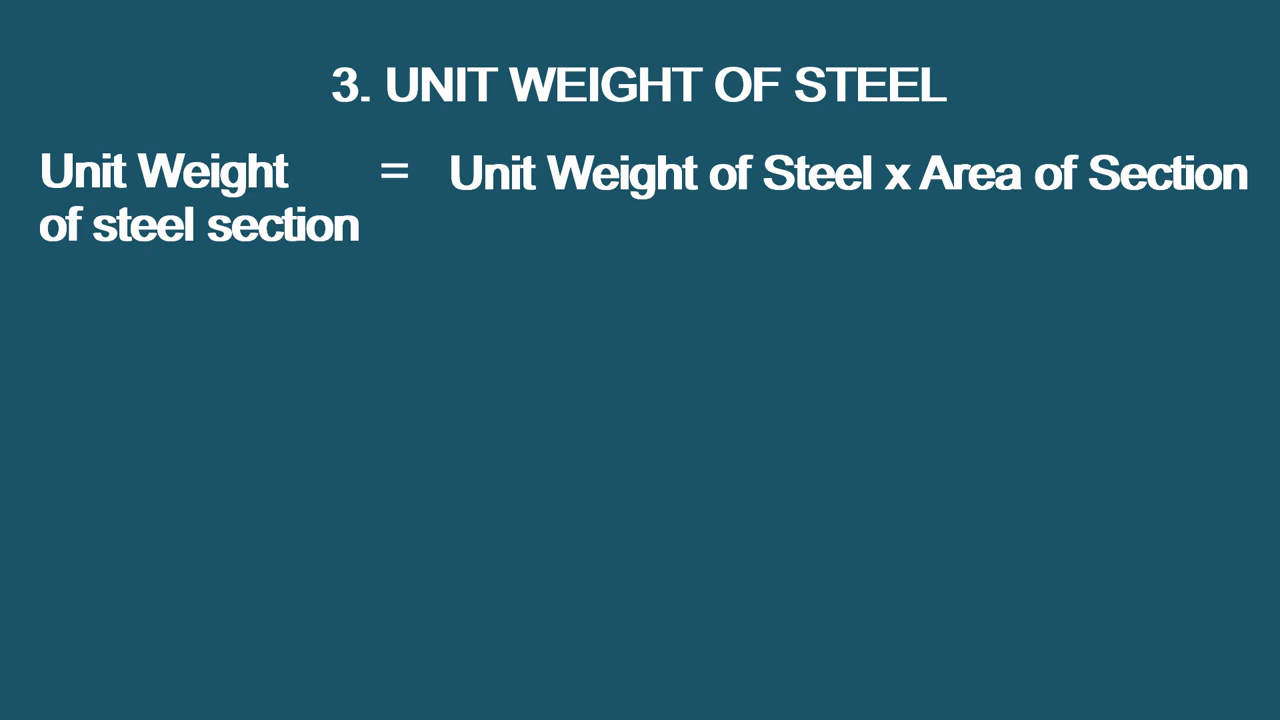 3. UNIT WEIGHT OF STEEL
Unit Weight = Unit Weight of Steel x Area of Section
of steel section